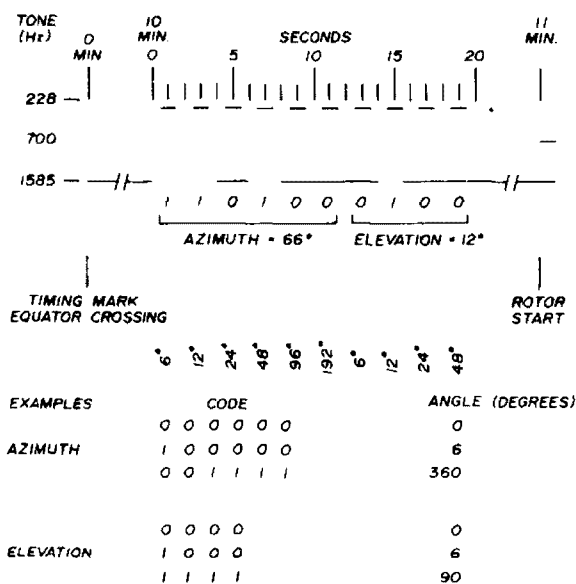 TONE (Hz)
0 MIN
10 MIN.
SECONDS
11 MIN.
0 5 10 15 20
228
700
1585
1 1 0 1 0 0 0 1 0 0
AZIMUTH = 66° ELEVATION = 12°
TIMING MARK
EQUATOR CROSSING
ROTOR
START
6° 12° 24° 48° 96° 192° 6° 12° 24° 48°
EXAMPLES CODE ANGLE (DEGREES)
0 0 0 0 0 0
AZIMUTH 1 0 0 0 0 6
0 0 1 1 1 1 360
0 0 0 0 0
ELEVATION 1 0 0 0 6
1 1 1 1 90